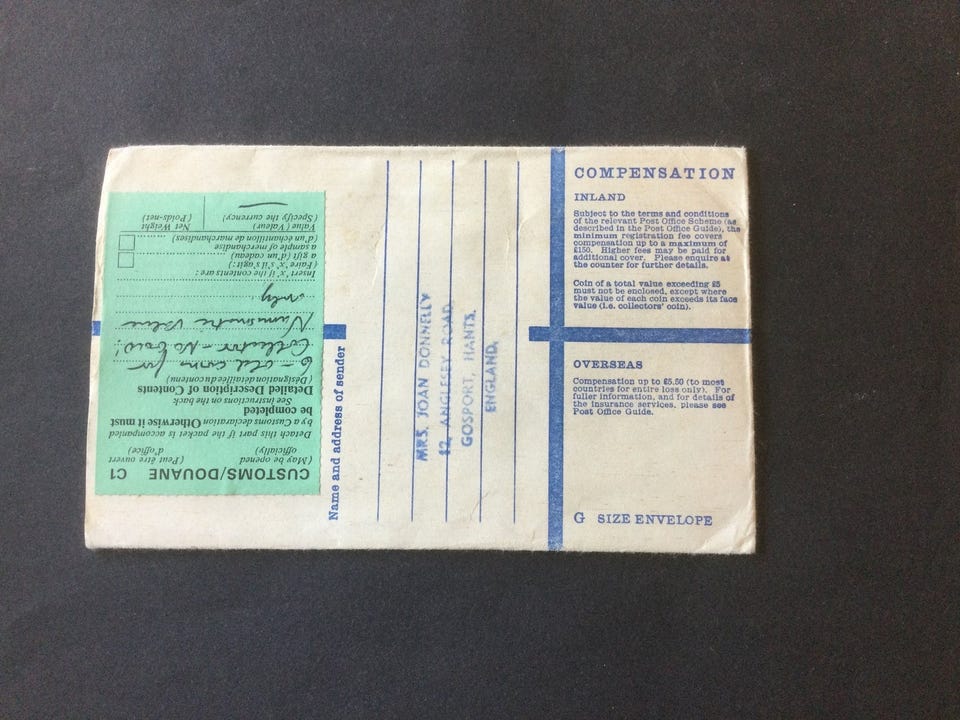 CUSTOMS/DOUANE C1
(May be opened officially) (Peut être ouvert d'office)
Detach this part if the packet is accompanied
by a Customs declaration Otherwise it must
be completed
See instructions on the back
Detailed Description of Contents
(Désignation détaillée du contenu)
6 - old coins for
Collector - No
Numismatic Value
only.
Insert 'x' if the contents are:
(Faire 'x' s'il s'agit:
a gift (d'un cadeau)
a sample of merchandise
(d'un échantillon de marchandises)
Value (Valeur) Net Weight
(Specify the currency) (Poids-net)
Name and address of sender
MRS. JOAN DONNELLY
ANGLESEY ROAD,
GOSPORT, HANTS.
ENGLAND.
COMPENSATION
INLAND
Subject to the terms and conditions
of the relevant Post Office Scheme (as
described in the Post Office Guide), the
minimum registration fee covers
compensation up to a maximum of
£150. Higher fees may be paid for
additional cover. Please enquire at
the counter for further details.
Coin of a total value exceeding £5
must not be enclosed, except where
the value of each coin exceeds its face
value (i.e. collectors' coin).
OVERSEAS
Compensation up to £5.50 (to most
countries for entire loss only). For
fuller information, and for details of
the insurance services, please see
Post Office Guide.
G SIZE ENVELOPE